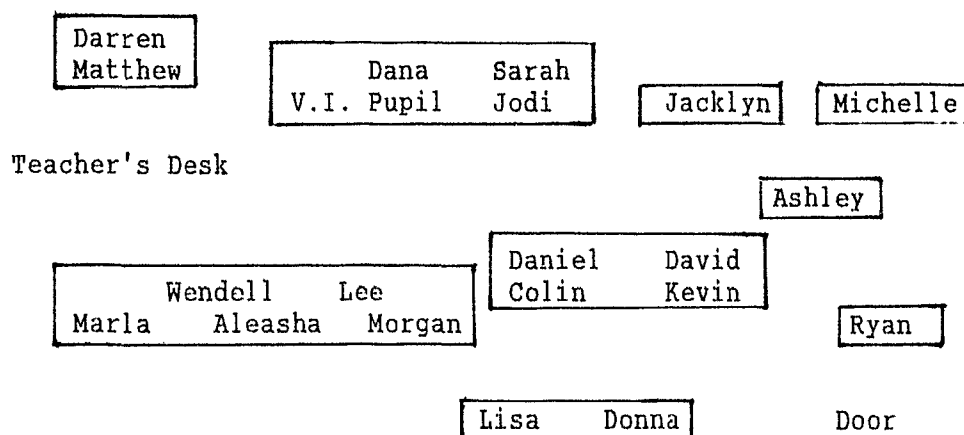 Darren
Matthew
Dana Sarah
V.I. Pupil Jodi
Jacklyn
Michelle
Teacher's Desk
Ashley
Daniel David
Colin Kevin
Wendell Lee
Marla Aleasha Morgan
Ryan
Lisa Donna
Door